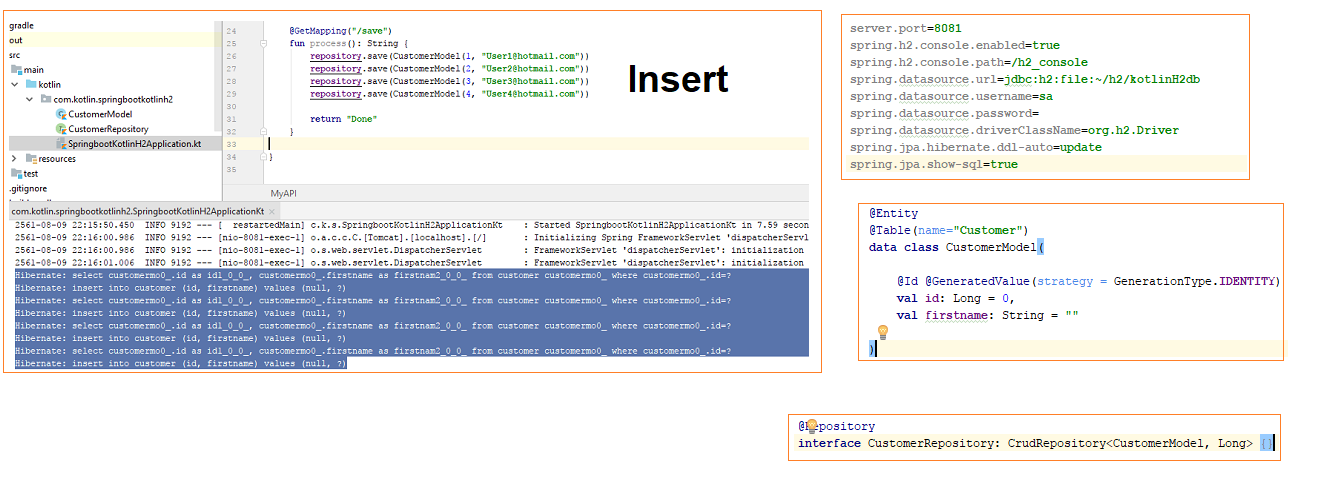 gradle
out
src
main
kotlin
com.kotlin.springbootkotlinh2
CustomerModel
CustomerRepository
SpringbootKotlinH2Application.kt
resources
test
.gitignore
24 @GetMapping("/save")
25 fun process(): String {
26 repository.save(CustomerModel(1, "User1@hotmail.com"))
27 repository.save(CustomerModel(2, "User2@hotmail.com"))
28 repository.save(CustomerModel(3, "User3@hotmail.com"))
29 repository.save(CustomerModel(4, "User4@hotmail.com"))
30
31 return "Done"
32 }
33
34 }
35
Insert
MyAPI
com.kotlin.springbootkotlinh2.SpringbootKotlinH2ApplicationKt ×
2561-08-09 22:15:50.450 INFO 9192 --- [ restartedMain] c.k.s.SpringbootKotlinH2ApplicationKt : Started SpringbootKotlinH2ApplicationKt in 7.59 secon
2561-08-09 22:16:00.986 INFO 9192 --- [nio-8081-exec-1] o.a.c.c.C.[Tomcat].[localhost].[/] : Initializing Spring FrameworkServlet 'dispatcherServl
2561-08-09 22:16:00.986 INFO 9192 --- [nio-8081-exec-1] o.s.web.servlet.DispatcherServlet : FrameworkServlet 'dispatcherServlet': initialization
2561-08-09 22:16:01.006 INFO 9192 --- [nio-8081-exec-1] o.s.web.servlet.DispatcherServlet : FrameworkServlet 'dispatcherServlet': initialization
Hibernate: select customermo0_.id as id1_0_0_, customermo0_.firstname as firstnam2_0_0_ from customer customermo0_ where customermo0_.id=?
Hibernate: insert into customer (id, firstname) values (null, ?)
Hibernate: select customermo0_.id as id1_0_0_, customermo0_.firstname as firstnam2_0_0_ from customer customermo0_ where customermo0_.id=?
Hibernate: insert into customer (id, firstname) values (null, ?)
Hibernate: select customermo0_.id as id1_0_0_, customermo0_.firstname as firstnam2_0_0_ from customer customermo0_ where customermo0_.id=?
Hibernate: insert into customer (id, firstname) values (null, ?)
Hibernate: select customermo0_.id as id1_0_0_, customermo0_.firstname as firstnam2_0_0_ from customer customermo0_ where customermo0_.id=?
Hibernate: insert into customer (id, firstname) values (null, ?)
server.port=8081
spring.h2.console.enabled=true
spring.h2.console.path=/h2_console
spring.datasource.url=jdbc:h2:file:~/h2/kotlinH2db
spring.datasource.username=sa
spring.datasource.password=
spring.datasource.driverClassName=org.h2.Driver
spring.jpa.hibernate.ddl-auto=update
spring.jpa.show-sql=true
@Entity
@Table(name="Customer")
data class CustomerModel(
@Id @GeneratedValue(strategy = GenerationType.IDENTITY)
val id: Long = 0,
val firstname: String = ""
)
@Repository
interface CustomerRepository: CrudRepository<CustomerModel, Long> {}